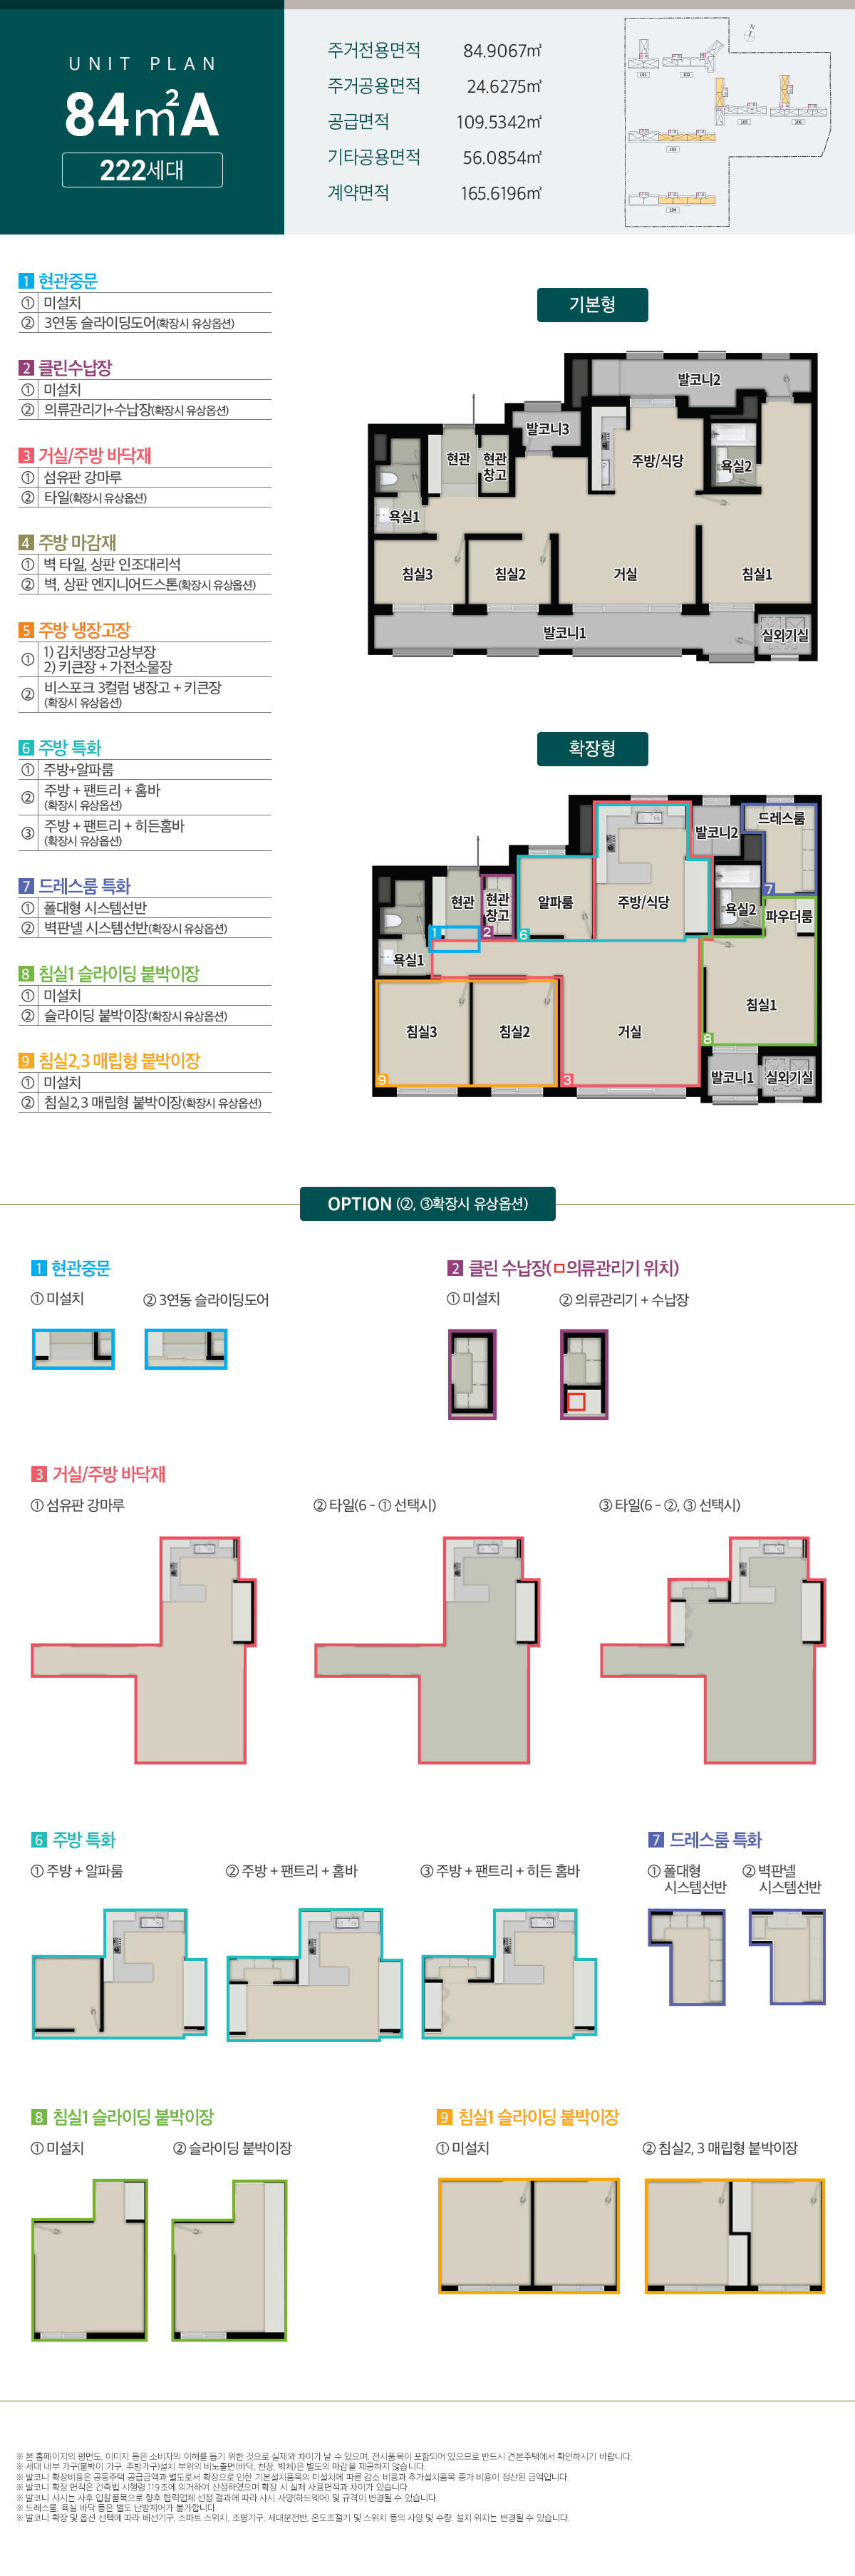 UNIT PLAN
84㎡A
222세대
주거전용면적 84.9067㎡
주거공용면적 24.6275㎡
공급면적 109.5342㎡
기타공용면적 56.0854㎡
계약면적 165.6196㎡
N
101
102
105
106
103
104
1 현관중문
① 미설치
② 3연동 슬라이딩도어(확장시 유상옵션)
2 클린수납장
① 미설치
② 의류관리기+수납장(확장시 유상옵션)
3 거실/주방 바닥재
① 섬유판 강마루
② 타일(확장시 유상옵션)
4 주방 마감재
① 벽 타일, 상판 인조대리석
② 벽, 상판 엔지니어드스톤(확장시 유상옵션)
5 주방 냉장고장
① 1) 김치냉장고상부장
2) 키큰장 + 가전소물장
② 비스포크 3컬럼 냉장고 + 키큰장
(확장시 유상옵션)
6 주방 특화
① 주방+알파룸
② 주방 + 팬트리 + 홈바
(확장시 유상옵션)
③ 주방 + 팬트리 + 히든홈바
(확장시 유상옵션)
7 드레스룸 특화
① 폴대형 시스템선반
② 벽판넬 시스템선반(확장시 유상옵션)
8 침실1 슬라이딩 붙박이장
① 미설치
② 슬라이딩 붙박이장(확장시 유상옵션)
9 침실2,3 매립형 붙박이장
① 미설치
② 침실2,3 매립형 붙박이장(확장시 유상옵션)
기본형
발코니2
발코니3
현관
현관
창고
주방/식당
욕실2
욕실1
침실3
침실2
거실
침실1
발코니1
실외기실
확장형
드레스룸
발코니2
7
현관
현관
창고
알파룸
주방/식당
욕실2
파우더룸
1
2
6
욕실1
침실1
침실3
침실2
거실
8
9
3
발코니1
실외기실
OPTION (②, ③확장시 유상옵션)
1 현관중문
① 미설치
② 3연동 슬라이딩도어
2 클린 수납장(ㅁ의류관리기 위치)
① 미설치
② 의류관리기 + 수납장
3 거실/주방 바닥재
① 섬유판 강마루
② 타일(6 - ① 선택시)
③ 타일(6 - ②, ③ 선택시)
6 주방 특화
① 주방 + 알파룸
② 주방 + 팬트리 + 홈바
③ 주방 + 팬트리 + 히든 홈바
7 드레스룸 특화
① 폴대형
시스템선반
② 벽판넬
시스템선반
8 침실1 슬라이딩 붙박이장
① 미설치
② 슬라이딩 붙박이장
9 침실1 슬라이딩 붙박이장
① 미설치
② 침실2, 3 매립형 붙박이장
※ 본 홈페이지의 평면도, 이미지 등은 소비자의 이해를 돕기 위한 것으로 실제와 차이가 날 수 있으며, 전시품목이 포함되어 있으므로 반드시 견본주택에서 확인하시기 바랍니다.
※ 세대 내부 가구(붙박이 가구, 주방가구)설치 부위의 비노출면(바닥, 천장, 벽체)은 별도의 마감을 제공하지 않습니다.
※ 발코니 확장비용은 공동주택 공급금액과 별도로서 확장으로 인한 기본설치품목의 미설치에 따른 감소 비용과 추가설치품목 증가 비용이 정산된 금액입니다.
※ 발코니 확장 면적은 건축법 시행령 119조에 의거하여 산정하였으며 확장 시 실제 사용면적과 차이가 있습니다.
※ 발코니 샤시는 사후 입찰품목으로 향후 협력업체 선정 결과에 따라 샤시 사양(하드웨어) 및 규격이 변경될 수 있습니다.
※ 드레스룸, 욕실 바닥 등은 별도 난방제어가 불가합니다.
※ 발코니 확장 및 옵션 선택에 따라 배선기구, 스마트 스위치, 조명기구, 세대분전반, 온도조절기 및 스위치 등의 사양 및 수량, 설치 위치는 변경될 수 있습니다.